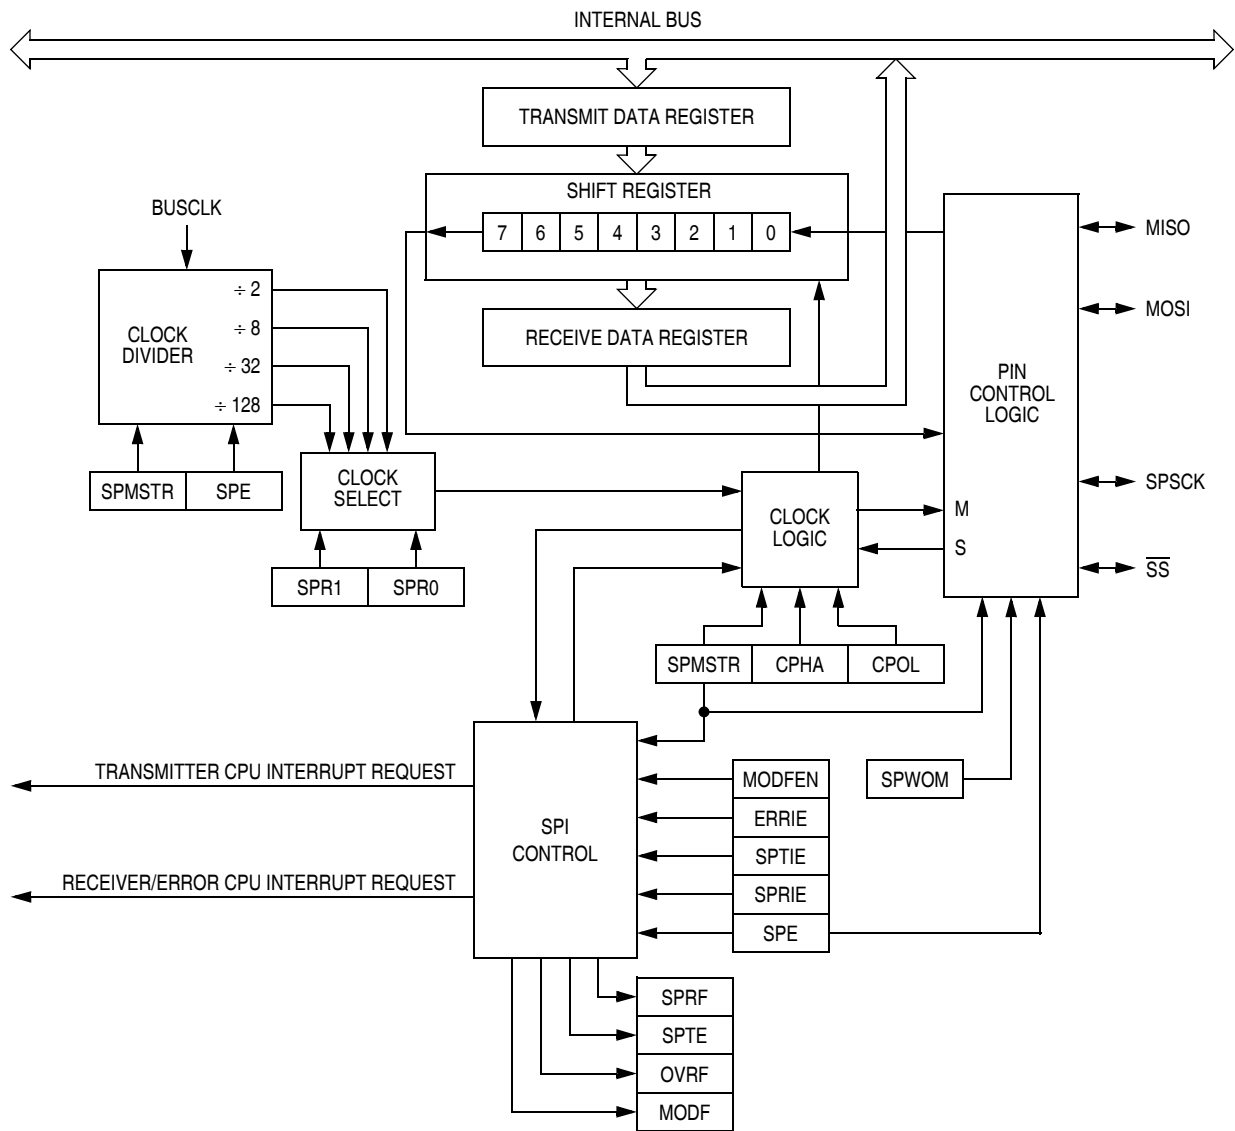 INTERNAL BUS
TRANSMIT DATA REGISTER
SHIFT REGISTER
7 6 5 4 3 2 1 0
RECEIVE DATA REGISTER
BUSCLK
CLOCK
DIVIDER
÷ 2
÷ 8
÷ 32
÷ 128
SPMSTR SPE
CLOCK
SELECT
SPR1 SPR0
CLOCK
LOGIC
PIN
CONTROL
LOGIC
M
S
MISO
MOSI
SPSCK
SS
SPMSTR CPHA CPOL
TRANSMITTER CPU INTERRUPT REQUEST
RECEIVER/ERROR CPU INTERRUPT REQUEST
SPI
CONTROL
MODFEN
ERRIE
SPTIE
SPRIE
SPE
SPWOM
SPRF
SPTE
OVRF
MODF